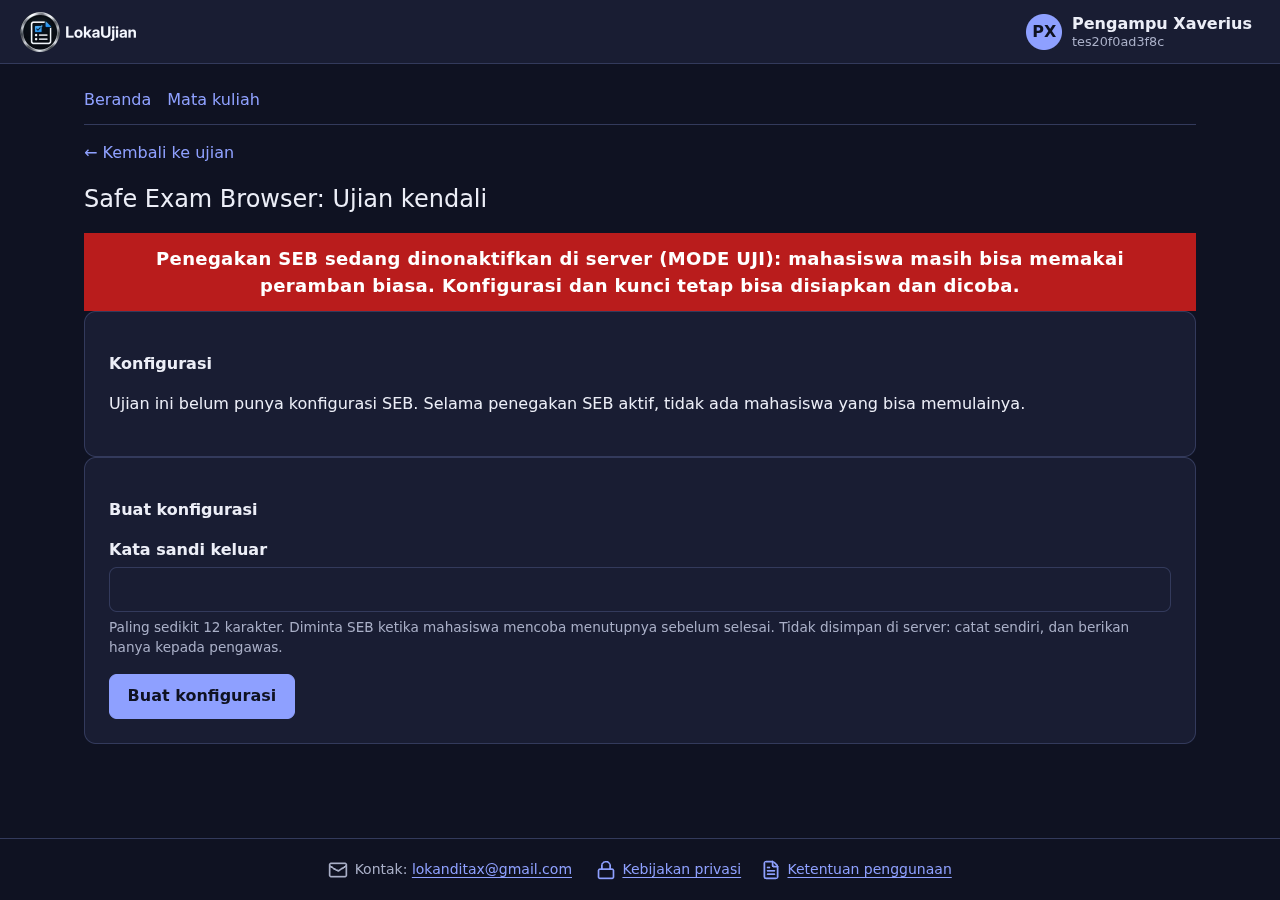 LokaUjian
PX
Pengampu Xaverius
tes20f0ad3f8c
Beranda
Mata kuliah
← Kembali ke ujian
Safe Exam Browser: Ujian kendali
Penegakan SEB sedang dinonaktifkan di server (MODE UJI): mahasiswa masih bisa memakai
peramban biasa. Konfigurasi dan kunci tetap bisa disiapkan dan dicoba.
Konfigurasi
Ujian ini belum punya konfigurasi SEB. Selama penegakan SEB aktif, tidak ada mahasiswa yang bisa memulainya.
Buat konfigurasi
Kata sandi keluar
Paling sedikit 12 karakter. Diminta SEB ketika mahasiswa mencoba menutupnya sebelum selesai. Tidak disimpan di server: catat sendiri, dan berikan
hanya kepada pengawas.
Buat konfigurasi
Kontak: lokanditax@gmail.com
Kebijakan privasi
Ketentuan penggunaan